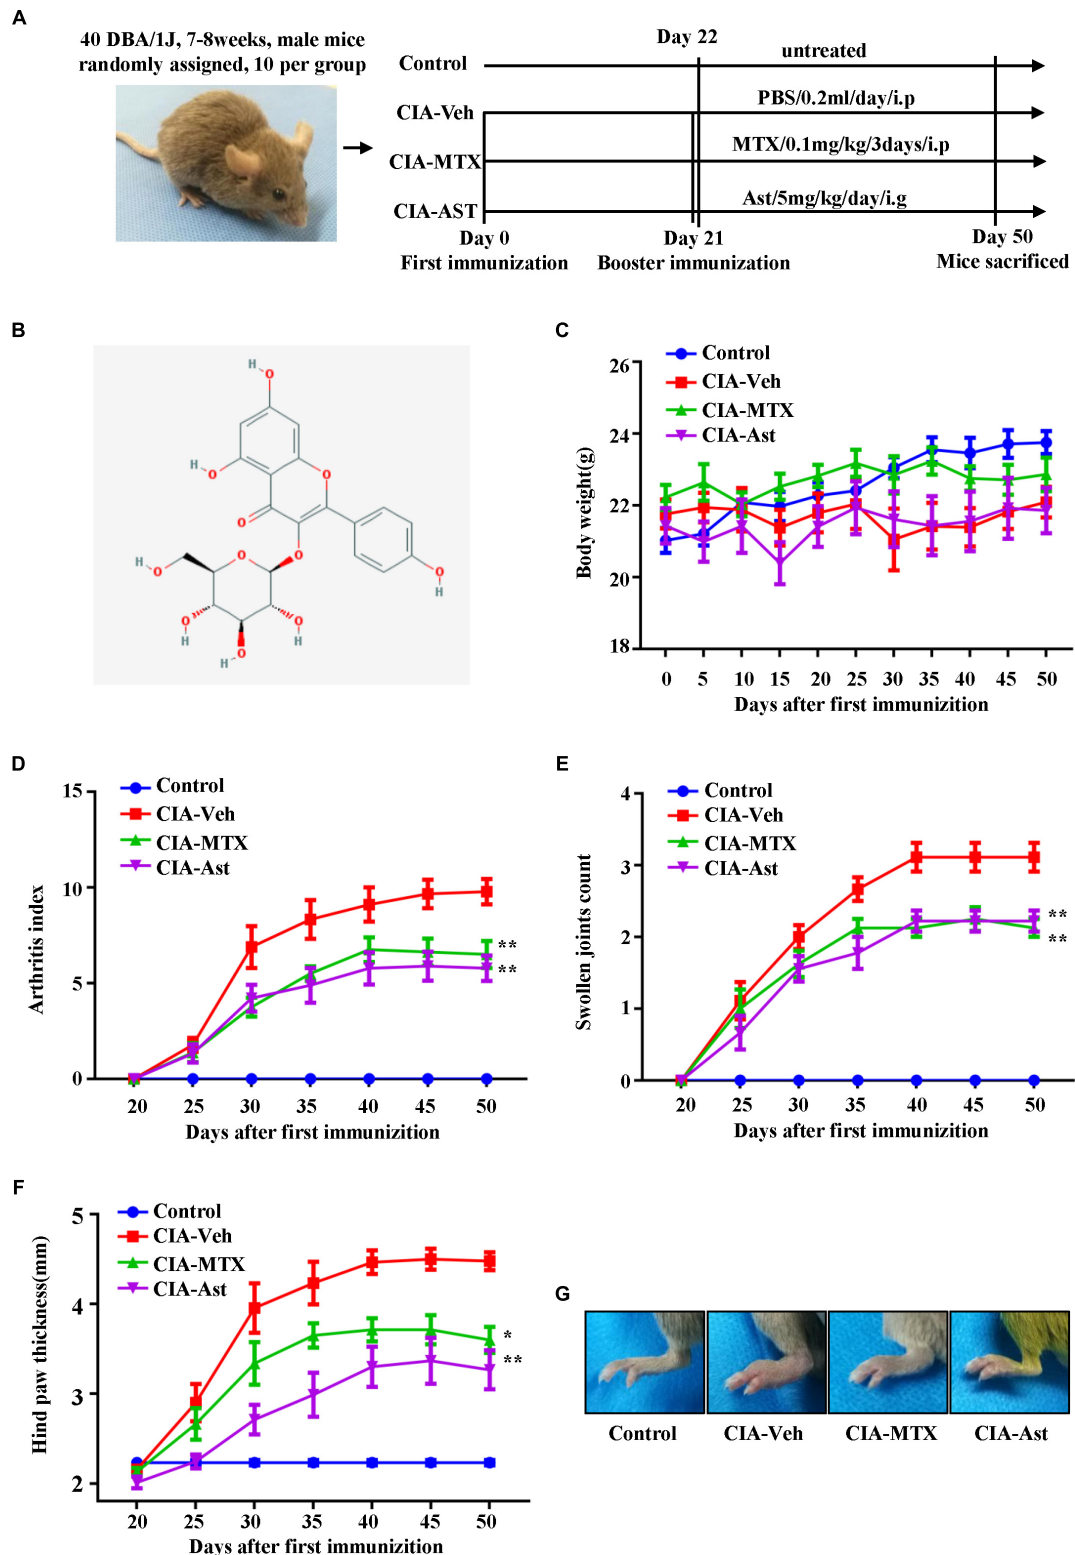 A
40 DBA/1J, 7-8weeks, male mice
randomly assigned, 10 per group
Control
CIA-Veh
CIA-MTX
CIA-AST
Day 22
untreated
PBS/0.2ml/day/i.p
MTX/0.1mg/kg/3days/i.p
Ast/5mg/kg/day/i.g
Day 0
First immunization
Day 21
Booster immunization
Day 50
Mice sacrificed
B
H
O
H
O
O
O
O
O
H
O
H
O
O
H
O
H
O
H
C
Control
CIA-Veh
CIA-MTX
CIA-Ast
Body weight(g)
26
24
22
20
18
0 5 10 15 20 25 30 35 40 45 50
Days after first immunizition
D
Control
CIA-Veh
CIA-MTX
CIA-Ast
Arthritis index
15
10
5
0
**
**
20 25 30 35 40 45 50
Days after first immunizition
E
Control
CIA-Veh
CIA-MTX
CIA-Ast
Swollen joints count
4
3
2
1
0
**
**
20 25 30 35 40 45 50
Days after first immunizition
F
Control
CIA-Veh
CIA-MTX
CIA-Ast
Hind paw thickness(mm)
5
4
3
2
*
**
20 25 30 35 40 45 50
Days after first immunizition
G
Control
CIA-Veh
CIA-MTX
CIA-Ast